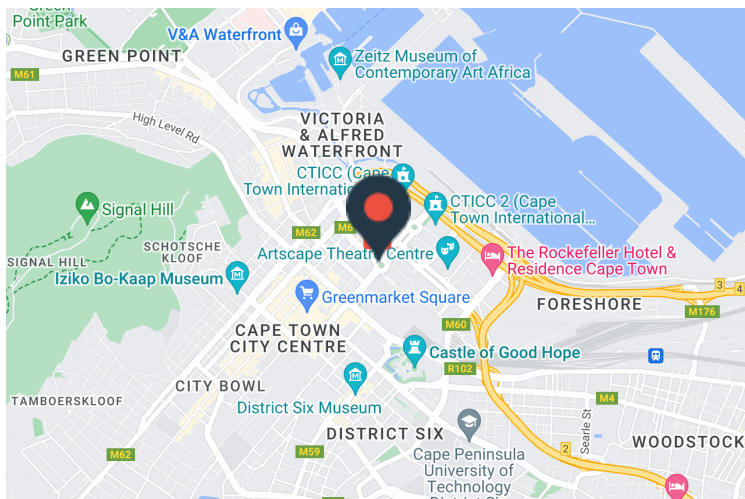 Green
Point Park
V&A Waterfront
GREEN POINT
Zeitz Museum of
Contemporary Art Africa
M61
High Level Rd
VICTORIA
& ALFRED
WATERFRONT
CTICC (Cape
Town Internatio
CTICC 2 (Cape
Town International...
Signal Hill
M62
M6
SCHOTSCHE
KLOOF
SIGNAL HILL
Artscape Theatre Centre
The Rockefeller Hotel &
Residence Cape Town
Iziko Bo-Kaap Museum
3
4
Greenmarket Square
FORESHORE
M176
M60
CAPE TOWN
CITY CENTRE
Castle of Good Hope
R102
CITY BOWL
TAMBOERSKLOOF
District Six Museum
M4
Searle St
DISTRICT SIX
WOODSTOCK
2
M62
M59
Cape Peninsula
University of
Technology